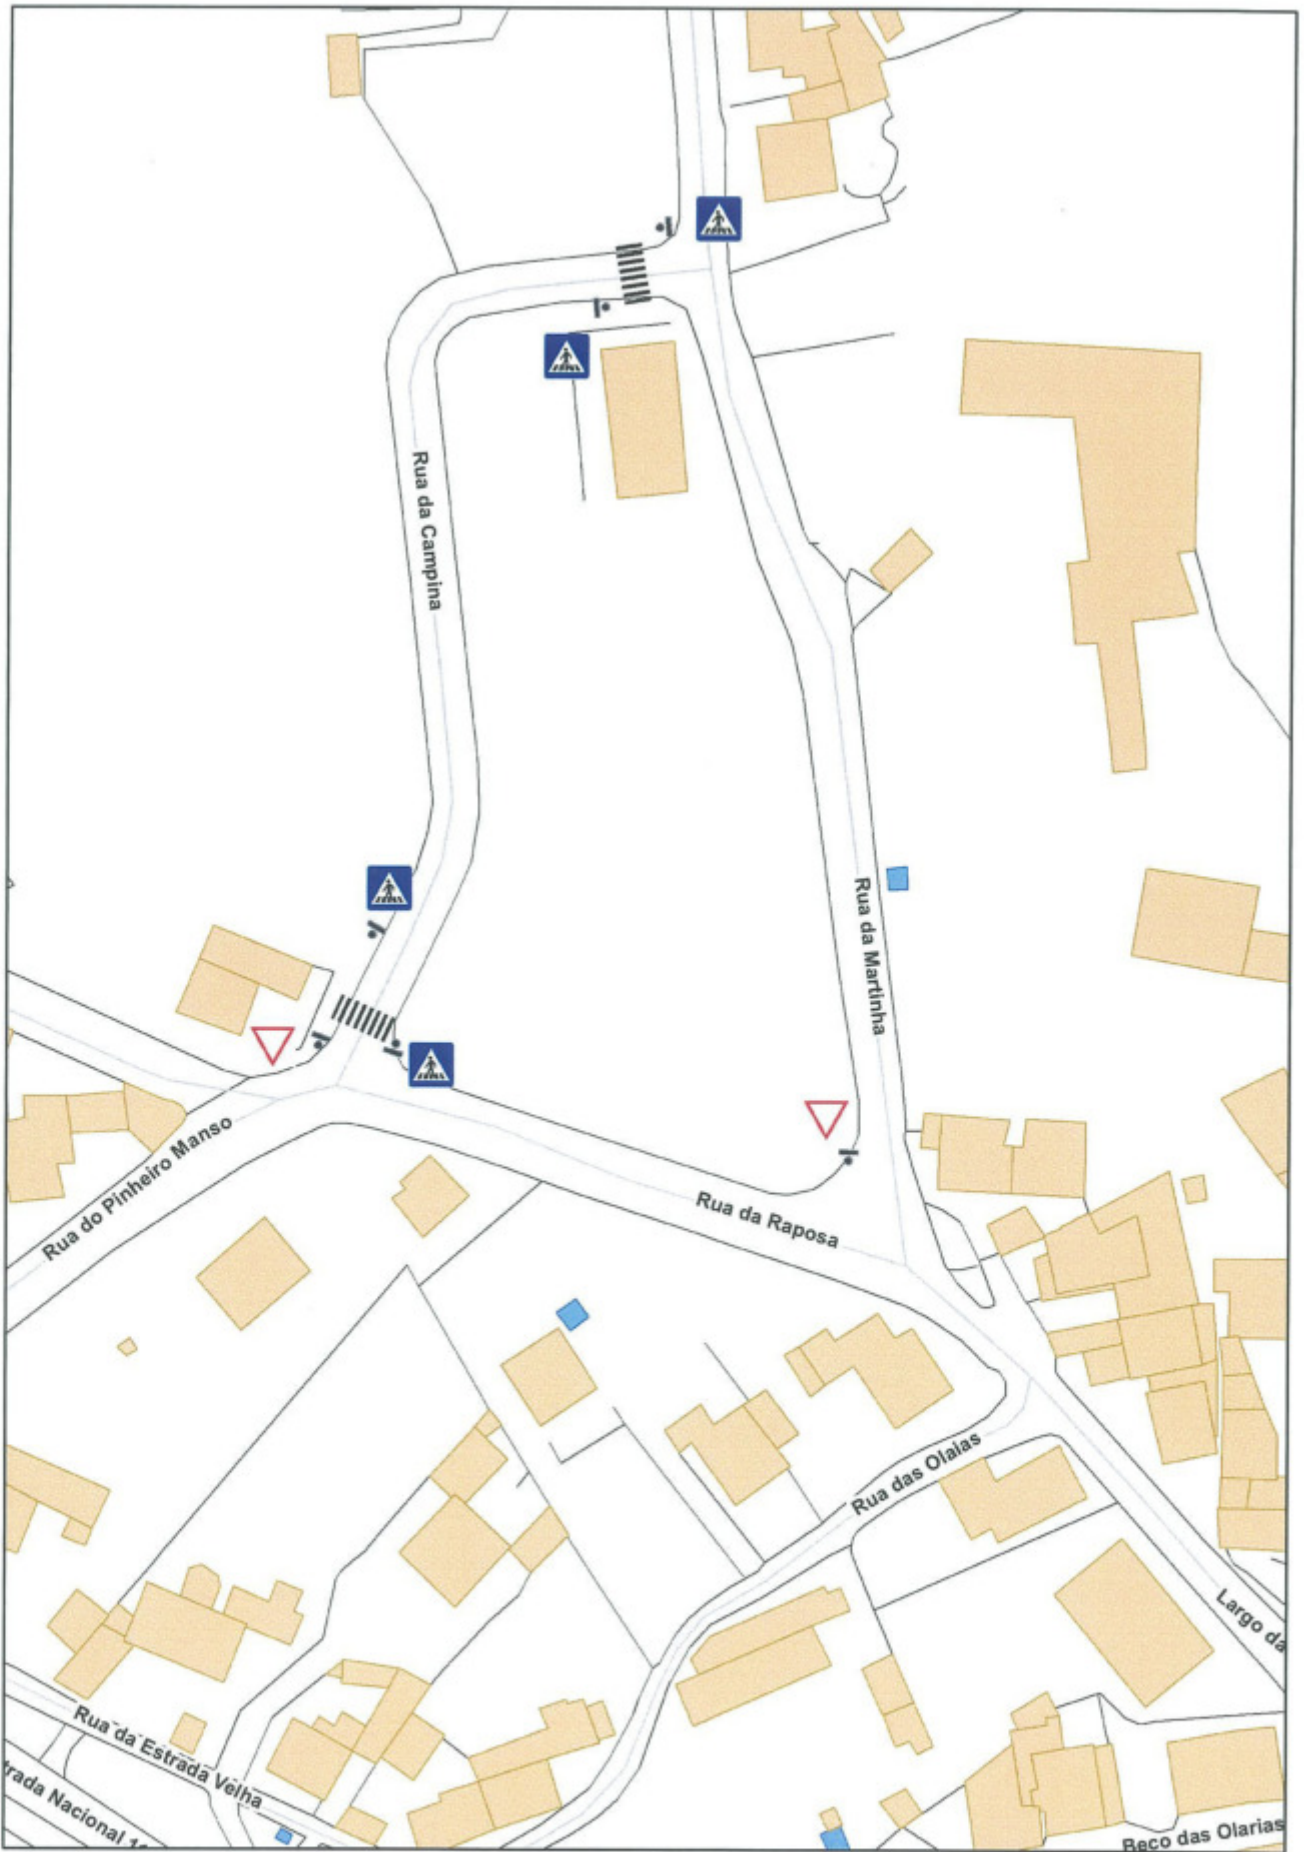 Rua da Campina
Rua da Martinha
Rua do Pinheiro Manso
Rua da Raposa
Rua das Olaias
Largo da
Rua da Estrada Velha
trada Nacional
Beco das Olarias